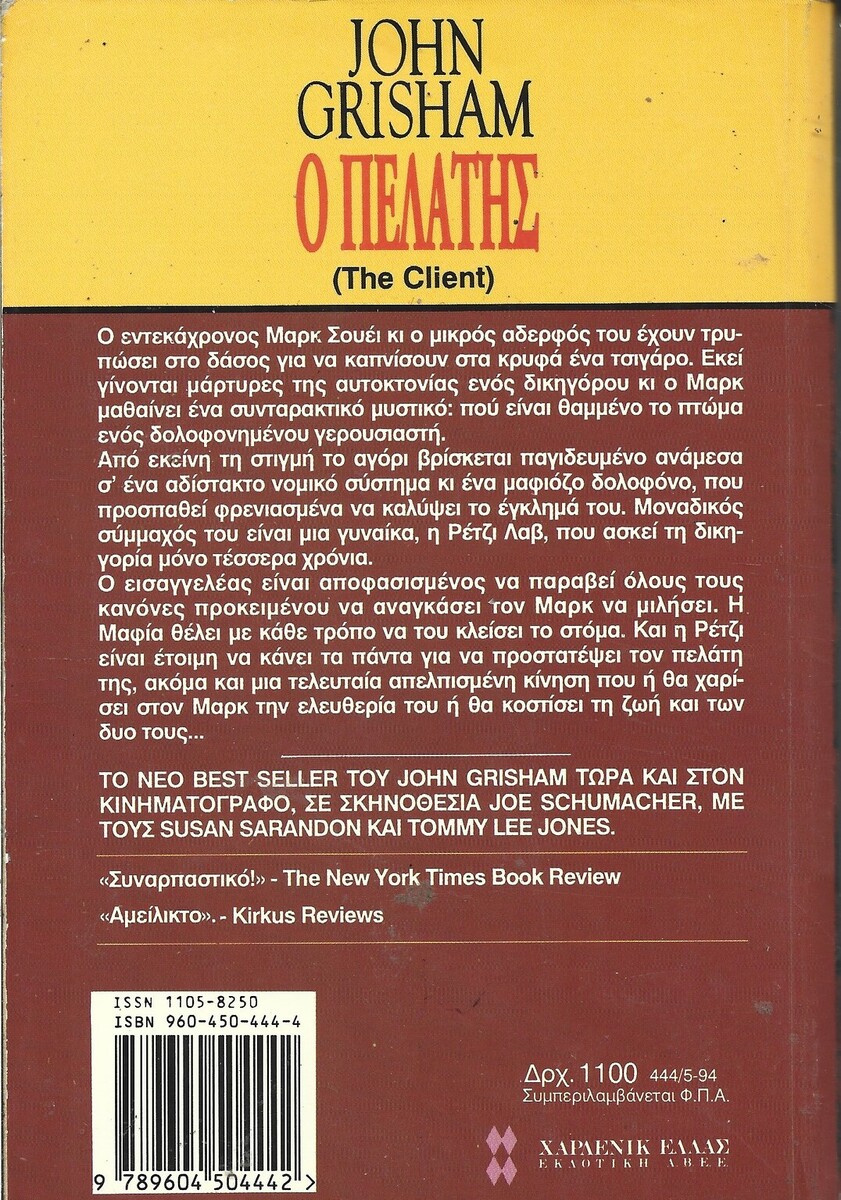 JOHN
GRISHAM
Ο ΠΕΛΑΤΗΣ
(The Client)
Ο εντεκάχρονος Μαρκ Σουέι κι ο μικρός αδερφός του έχουν τρυ-
πώσει στο δάσος για να καπνίσουν στα κρυφά ένα τσιγάρο. Εκεί
γίνονται μάρτυρες της αυτοκτονίας ενός δικηγόρου κι ο Μαρκ
μαθαίνει ένα συνταρακτικό μυστικό: πού είναι θαμμένο το πτώμα
ενός δολοφονημένου γερουσιαστή.
Από εκείνη τη στιγμή το αγόρι βρίσκεται παγιδευμένο ανάμεσα
σ' ένα αδίστακτο νομικό σύστημα κι ένα μαφιόζο δολοφόνο, που
προσπαθεί φρενιασμένα να καλύψει το έγκλημά του. Μοναδικός
σύμμαχός του είναι μια γυναίκα, η Ρέτζι Λαβ, που ασκεί τη δικη-
γορία μόνο τέσσερα χρόνια.
Ο εισαγγελέας είναι αποφασισμένος να παραβεί όλους τους
κανόνες προκειμένου να αναγκάσει τον Μαρκ να μιλήσει. Η
Μαφία θέλει με κάθε τρόπο να του κλείσει το στόμα. Και η Ρέτζι
είναι έτοιμη να κάνει τα πάντα για να προστατέψει τον πελάτη
της, ακόμα και μια τελευταία απελπισμένη κίνηση που ή θα χαρί-
σει στον Μαρκ την ελευθερία του ή θα κοστίσει τη ζωή και των
δυο τους...
ΤΟ ΝΕΟ BEST SELLER ΤΟΥ JOHN GRISHAM ΤΩΡΑ ΚΑΙ ΣΤΟΝ
ΚΙΝΗΜΑΤΟΓΡΑΦΟ, ΣΕ ΣΚΗΝΟΘΕΣΙΑ JOE SCHUMACHER, ΜΕ
ΤΟΥΣ SUSAN SARANDON ΚΑΙ TOMMY LEE JONES.
«Συναρπαστικό!» - The New York Times Book Review
«Αμείλικτο». - Kirkus Reviews
ISSN 1105-8250
ISBN 960-450-444-4
9 789604 504442 >
Δρχ. 1100 444/5-94
Συμπεριλαμβάνεται Φ.Π.Α.
ΧΑΡΛΕΝΙΚ ΕΛΛΑΣ
ΕΚΔΟΤΙΚΗ Α.Β.Ε.Ε.